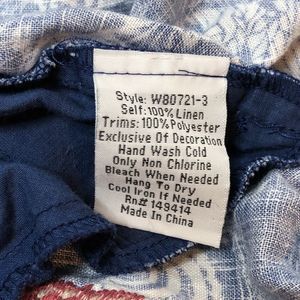 Style: W80721-3
Self:100% Linen
Trims:100% Polyester
Exclusive Of Decoration
Hand Wash Cold
Only Non Chlorine
Bleach When Needed
Hang To Dry
Cool Iron If Needed
Rn# 149414
Made In China